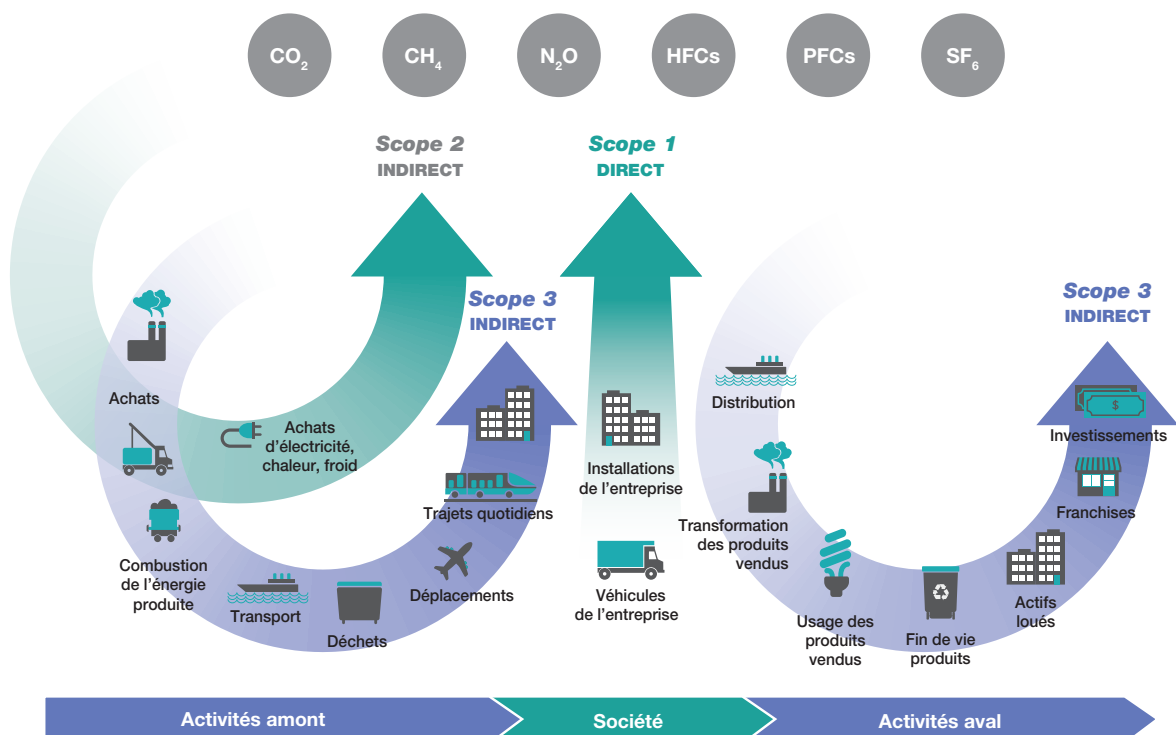 CO₂
CH₄
N₂O
HFCs
PFCs
SF₆
Scope 2
INDIRECT
Scope 1
DIRECT
Scope 3
INDIRECT
Scope 3
INDIRECT
Achats
Achats
d’électricité,
chaleur, froid
Combustion
de l’énergie
produite
Transport
Déchets
Déplacements
Trajets quotidiens
Installations
de l’entreprise
Véhicules
de l’entreprise
Distribution
Transformation
des produits
vendus
Usage des
produits
vendus
Fin de vie
produits
Actifs
loués
Franchises
$
Investissements
Activités amont
Société
Activités aval